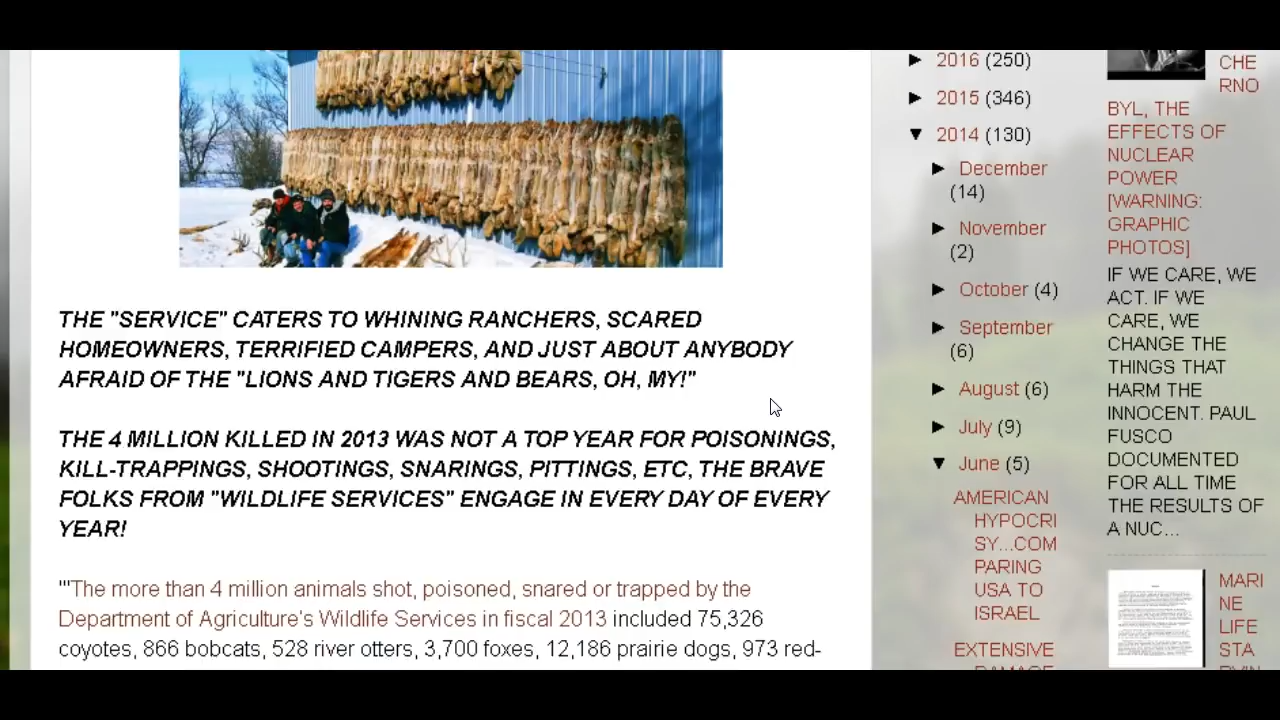 THE "SERVICE" CATERS TO WHINING RANCHERS, SCARED
HOMEOWNERS, TERRIFIED CAMPERS, AND JUST ABOUT ANYBODY
AFRAID OF THE "LIONS AND TIGERS AND BEARS, OH, MY!"
THE 4 MILLION KILLED IN 2013 WAS NOT A TOP YEAR FOR POISONINGS,
KILL-TRAPPINGS, SHOOTINGS, SNARINGS, PITTINGS, ETC, THE BRAVE
FOLKS FROM "WILDLIFE SERVICES" ENGAGE IN EVERY DAY OF EVERY
YEAR!
"'The more than 4 million animals shot, poisoned, snared or trapped by the
Department of Agriculture's Wildlife Services in fiscal 2013 included 75,326
coyotes, 866 bobcats, 528 river otters, 3,700 foxes, 12,186 prairie dogs, 973 red-
► 2016 (250)
► 2015 (346)
▼ 2014 (130)
► December
(14)
► November
(2)
► October (4)
► September
(6)
► August (6)
► July (9)
▼ June (5)
AMERICAN
HYPOCRI
SY...COM
PARING
USA TO
ISRAEL
EXTENSIVE
DAMAGE
CHE
RNO
BYL, THE
EFFECTS OF
NUCLEAR
POWER
[WARNING:
GRAPHIC
PHOTOS]
IF WE CARE, WE
ACT. IF WE
CARE, WE
CHANGE THE
THINGS THAT
HARM THE
INNOCENT. PAUL
FUSCO
DOCUMENTED
FOR ALL TIME
THE RESULTS OF
A NUC...
MARI
NE
LIFE
STA
RVIN